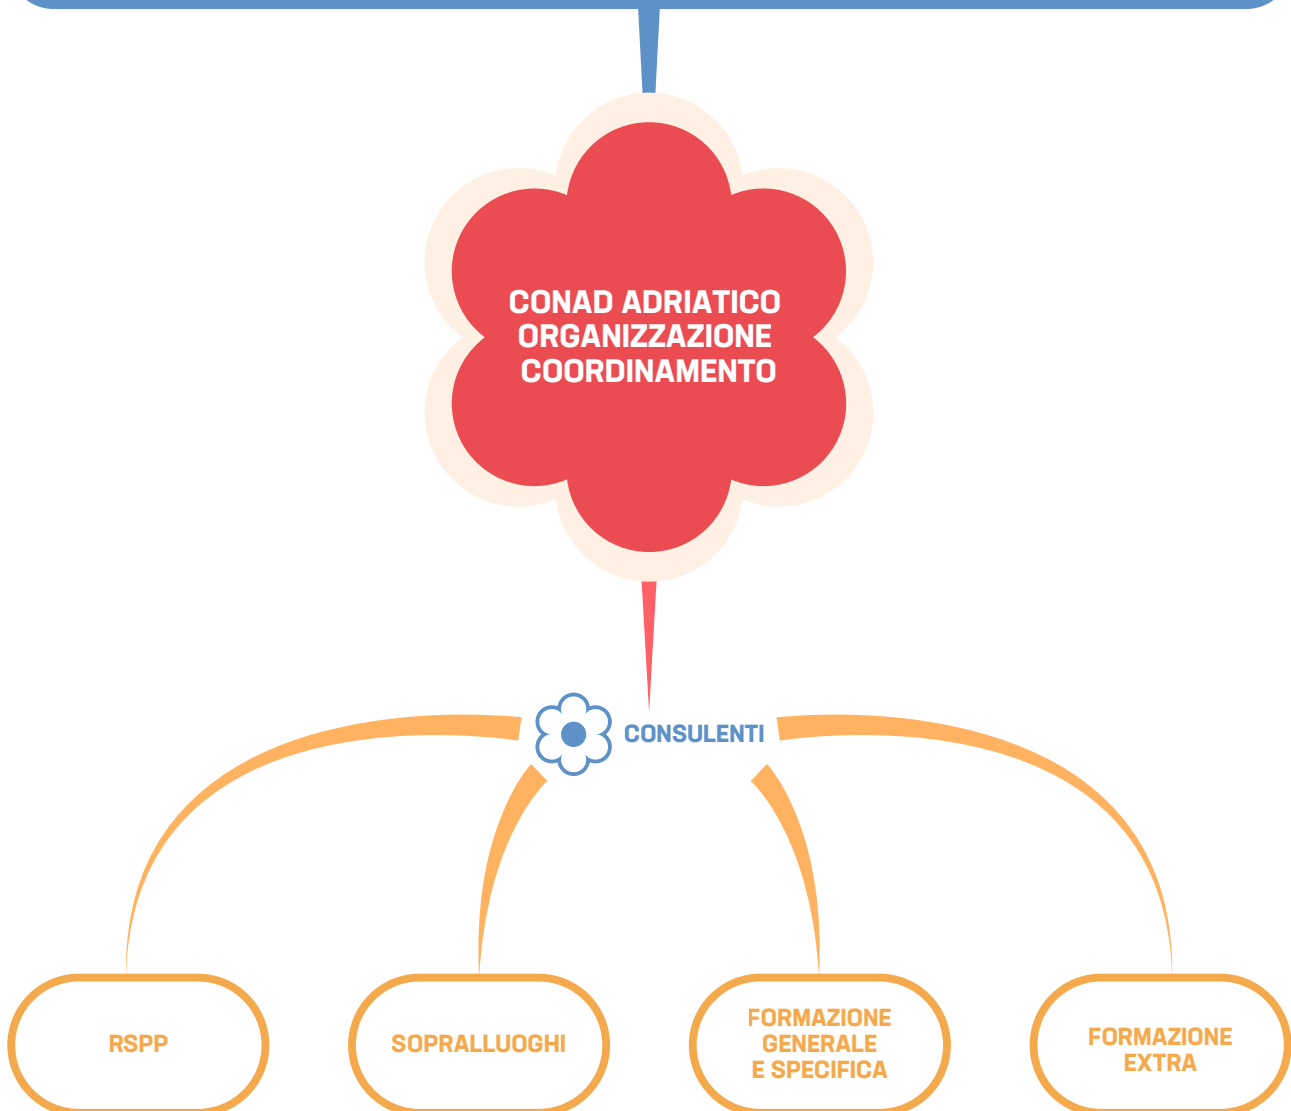 CONAD ADRIATICO
ORGANIZZAZIONE
COORDINAMENTO
CONSULENTI
RSPP
SOPRALLUOGHI
FORMAZIONE
GENERALE
E SPECIFICA
FORMAZIONE
EXTRA